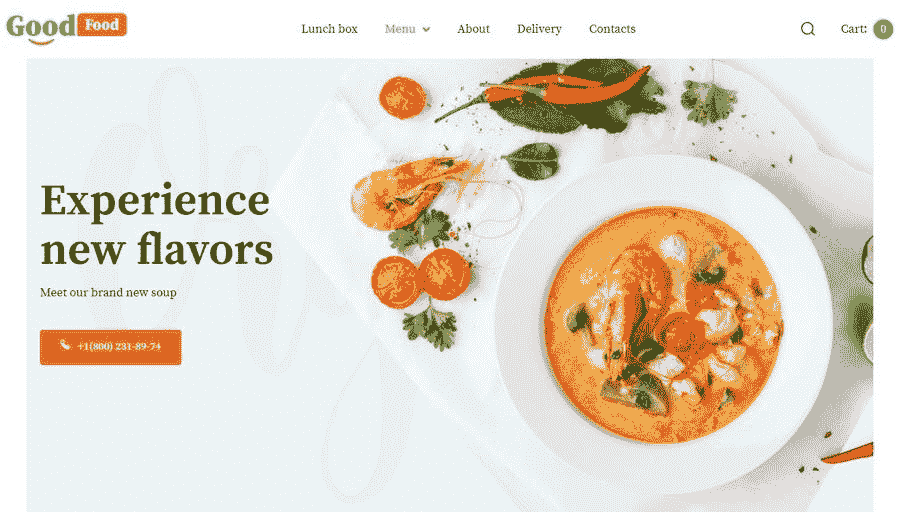 Good Food
Lunch box
Menu
About
Delivery
Contacts
Cart: 0
Experience
new flavors
Meet our brand new soup
+1(800) 231-89-74